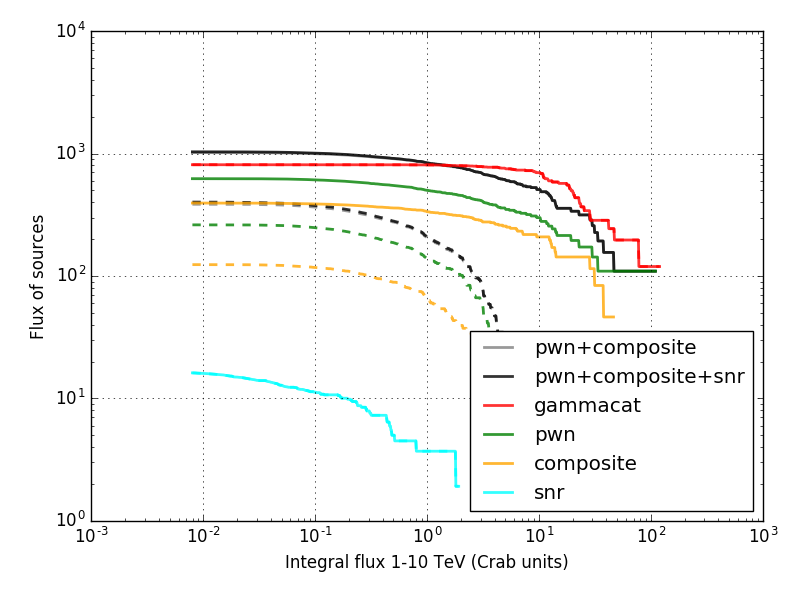 10^4
10^3
10^2
10^1
10^0
Flux of sources
pwn+composite
pwn+composite+snr
gammacat
pwn
composite
snr
10^-3
10^-2
10^-1
10^0
10^1
10^2
10^3
Integral flux 1-10 TeV (Crab units)